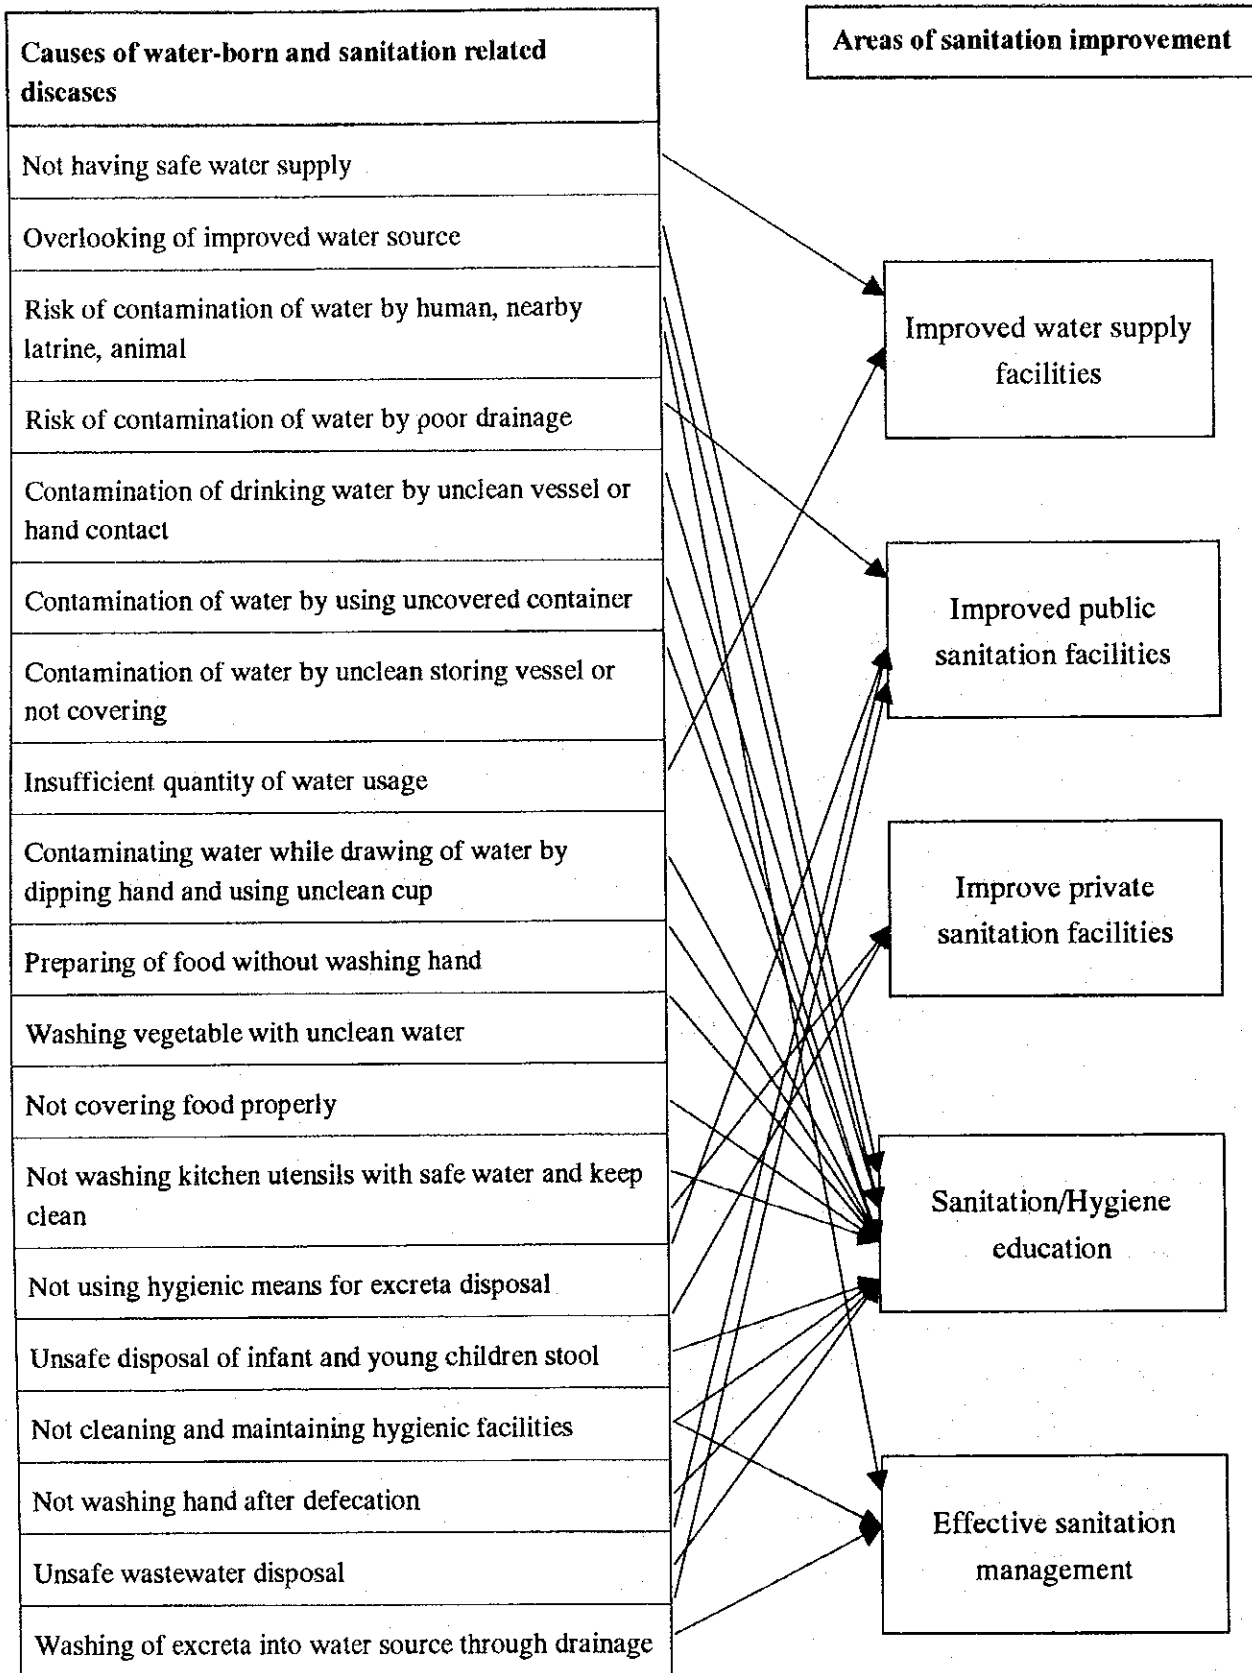 Causes of water-born and sanitation related
diseases
Not having safe water supply
Overlooking of improved water source
Risk of contamination of water by human, nearby
latrine, animal
Risk of contamination of water by poor drainage
Contamination of drinking water by unclean vessel or
hand contact
Contamination of water by using uncovered container
Contamination of water by unclean storing vessel or
not covering
Insufficient quantity of water usage
Contaminating water while drawing of water by
dipping hand and using unclean cup
Preparing of food without washing hand
Washing vegetable with unclean water
Not covering food properly
Not washing kitchen utensils with safe water and keep
clean
Not using hygienic means for excreta disposal
Unsafe disposal of infant and young children stool
Not cleaning and maintaining hygienic facilities
Not washing hand after defecation
Unsafe wastewater disposal
Washing of excreta into water source through drainage
Areas of sanitation improvement
Improved water supply
facilities
Improved public
sanitation facilities
Improve private
sanitation facilities
Sanitation/Hygiene
education
Effective sanitation
management